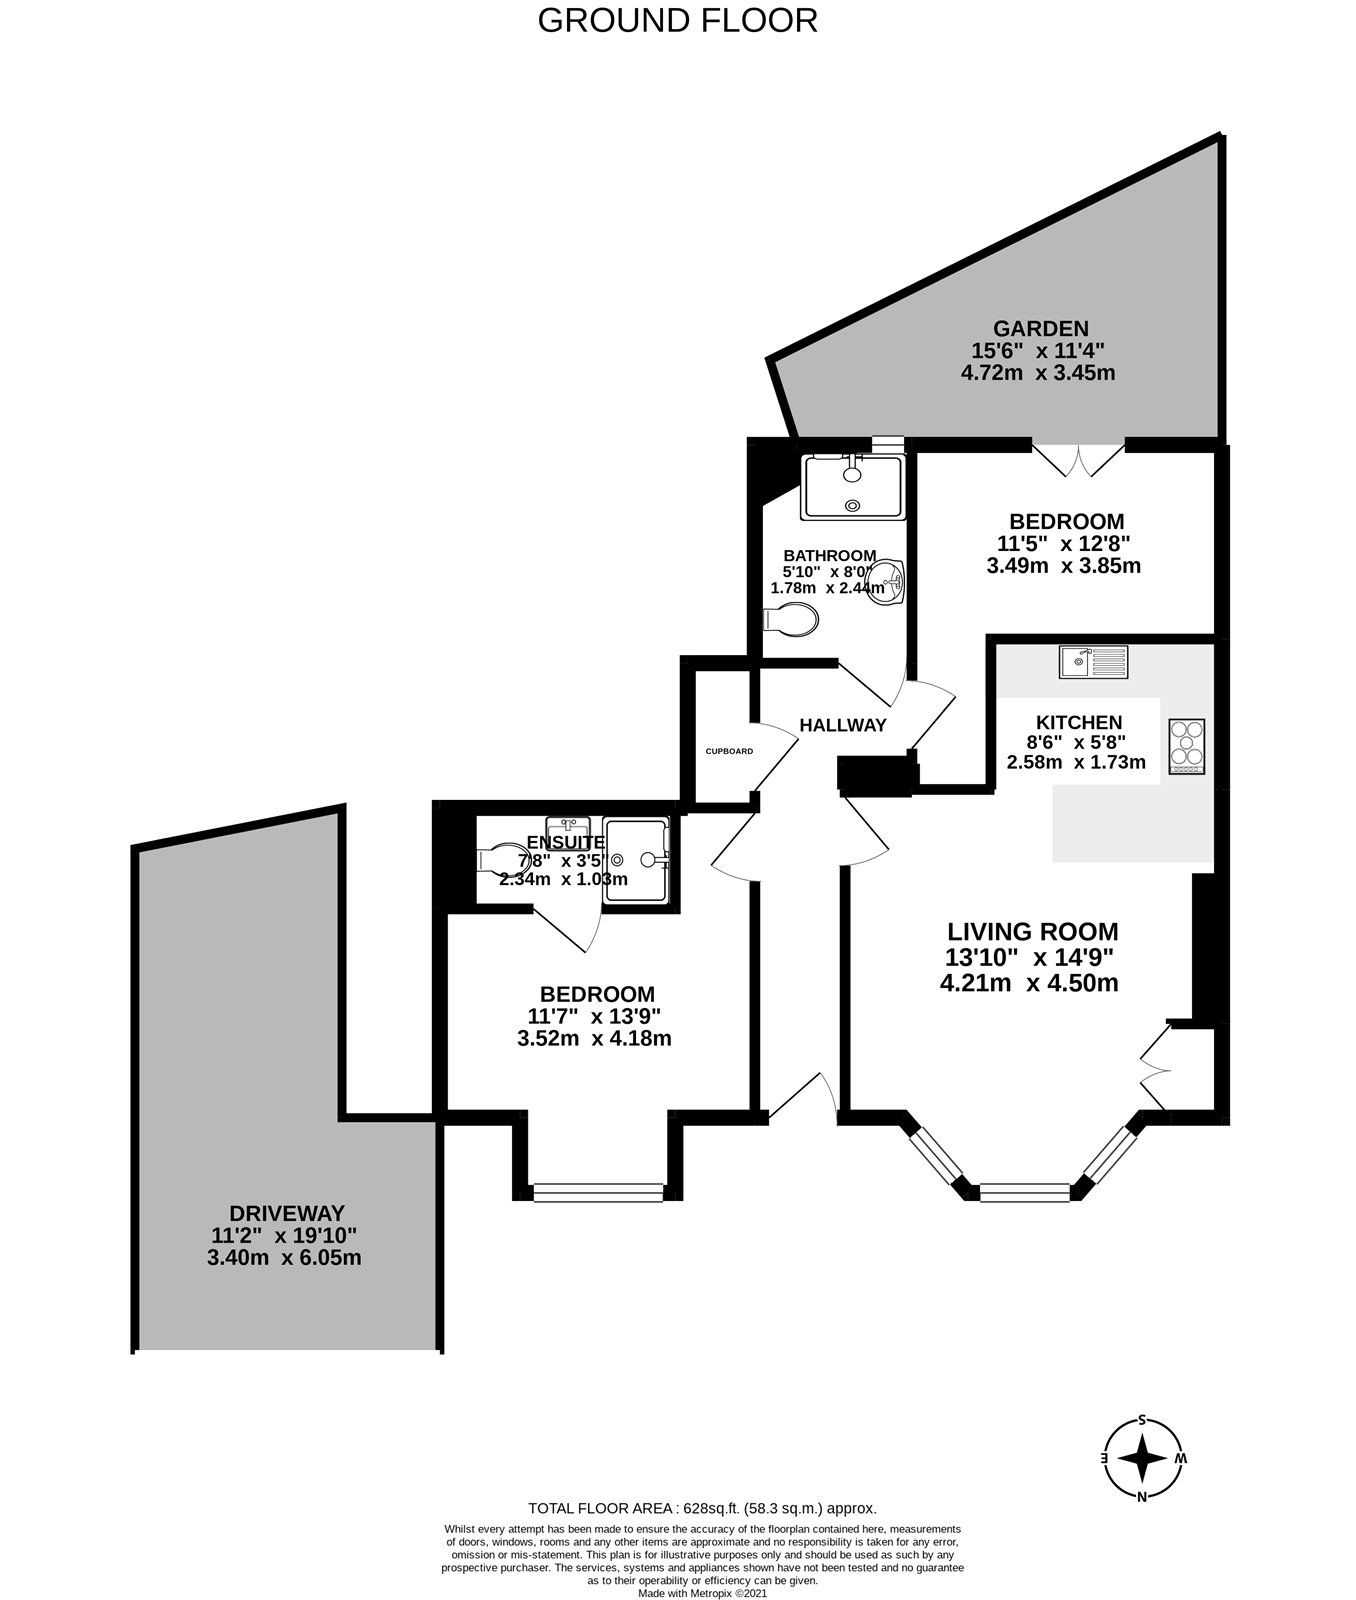 GROUND FLOOR
GARDEN
15'6"  x 11'4"
4.72m  x 3.45m
BEDROOM
11'5"  x 12'8"
3.49m  x 3.85m
BATHROOM
5'10"  x 8'0"
1.78m  x 2.44m
HALLWAY
KITCHEN
8'6"  x 5'8"
2.58m  x 1.73m
CUPBOARD
ENSUITE
7'8"  x 3'5"
2.34m  x 1.03m
LIVING ROOM
13'10"  x 14'9"
4.21m  x 4.50m
BEDROOM
11'7"  x 13'9"
3.52m  x 4.18m
DRIVEWAY
11'2"  x 19'10"
3.40m  x 6.05m
S
E W
N
TOTAL FLOOR AREA : 628sq.ft. (58.3 sq.m.) approx.
Whilst every attempt has been made to ensure the accuracy of the floorplan contained here, measurements
of doors, windows, rooms and any other items are approximate and no responsibility is taken for any error,
omission or mis-statement. This plan is for illustrative purposes only and should be used as such by any
prospective purchaser. The services, systems and appliances shown have not been tested and no guarantee
as to their operability or efficiency can be given.
Made with Metropix ©2021